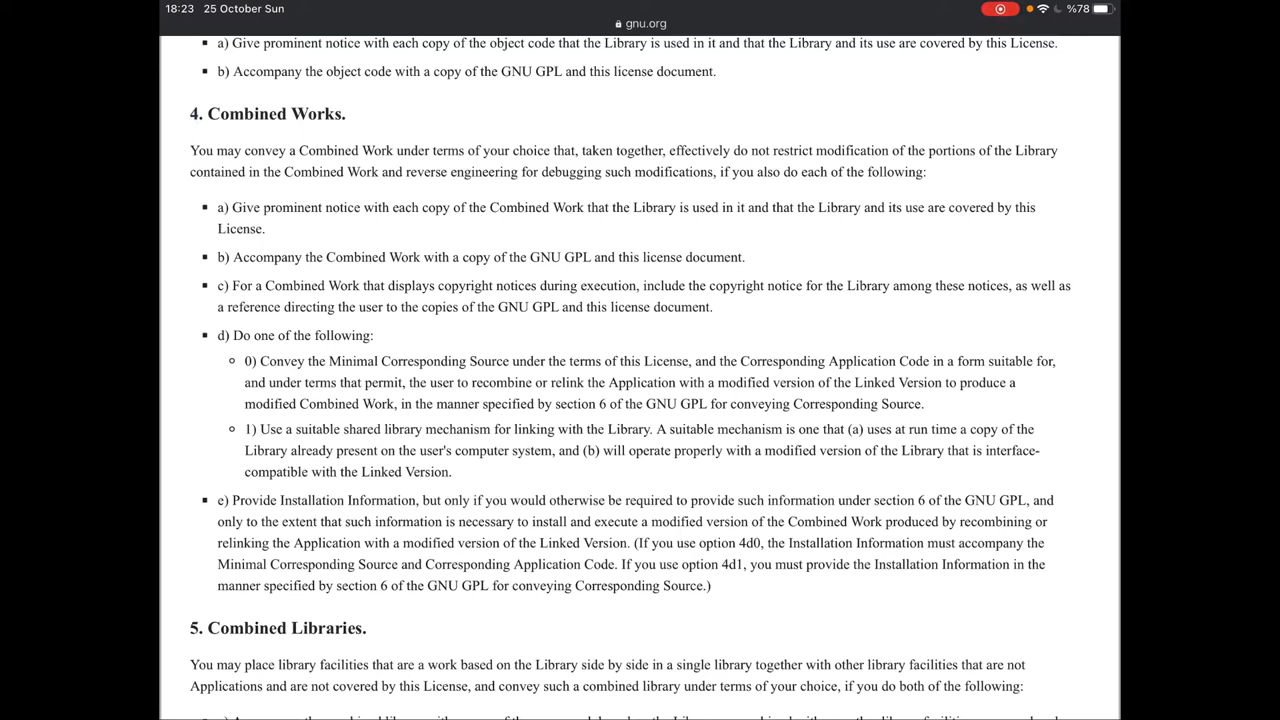 18:23 25 October Sun
%78
gnu.org
a) Give prominent notice with each copy of the object code that the Library is used in it and that the Library and its use are covered by this License.
b) Accompany the object code with a copy of the GNU GPL and this license document.
4. Combined Works.
You may convey a Combined Work under terms of your choice that, taken together, effectively do not restrict modification of the portions of the Library
contained in the Combined Work and reverse engineering for debugging such modifications, if you also do each of the following:
a) Give prominent notice with each copy of the Combined Work that the Library is used in it and that the Library and its use are covered by this
License.
b) Accompany the Combined Work with a copy of the GNU GPL and this license document.
c) For a Combined Work that displays copyright notices during execution, include the copyright notice for the Library among these notices, as well as
a reference directing the user to the copies of the GNU GPL and this license document.
d) Do one of the following:
0) Convey the Minimal Corresponding Source under the terms of this License, and the Corresponding Application Code in a form suitable for,
and under terms that permit, the user to recombine or relink the Application with a modified version of the Linked Version to produce a
modified Combined Work, in the manner specified by section 6 of the GNU GPL for conveying Corresponding Source.
1) Use a suitable shared library mechanism for linking with the Library. A suitable mechanism is one that (a) uses at run time a copy of the
Library already present on the user's computer system, and (b) will operate properly with a modified version of the Library that is interface-
compatible with the Linked Version.
e) Provide Installation Information, but only if you would otherwise be required to provide such information under section 6 of the GNU GPL, and
only to the extent that such information is necessary to install and execute a modified version of the Combined Work produced by recombining or
relinking the Application with a modified version of the Linked Version. (If you use option 4d0, the Installation Information must accompany the
Minimal Corresponding Source and Corresponding Application Code. If you use option 4d1, you must provide the Installation Information in the
manner specified by section 6 of the GNU GPL for conveying Corresponding Source.)
5. Combined Libraries.
You may place library facilities that are a work based on the Library side by side in a single library together with other library facilities that are not
Applications and are not covered by this License, and convey such a combined library under terms of your choice, if you do both of the following: